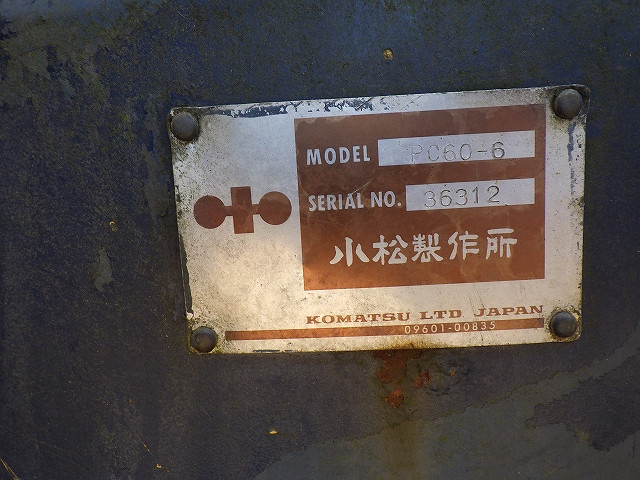 MODEL PC60-6
SERIAL NO. 36312
小松製作所
KOMATSU LTD. JAPAN
09601-00835